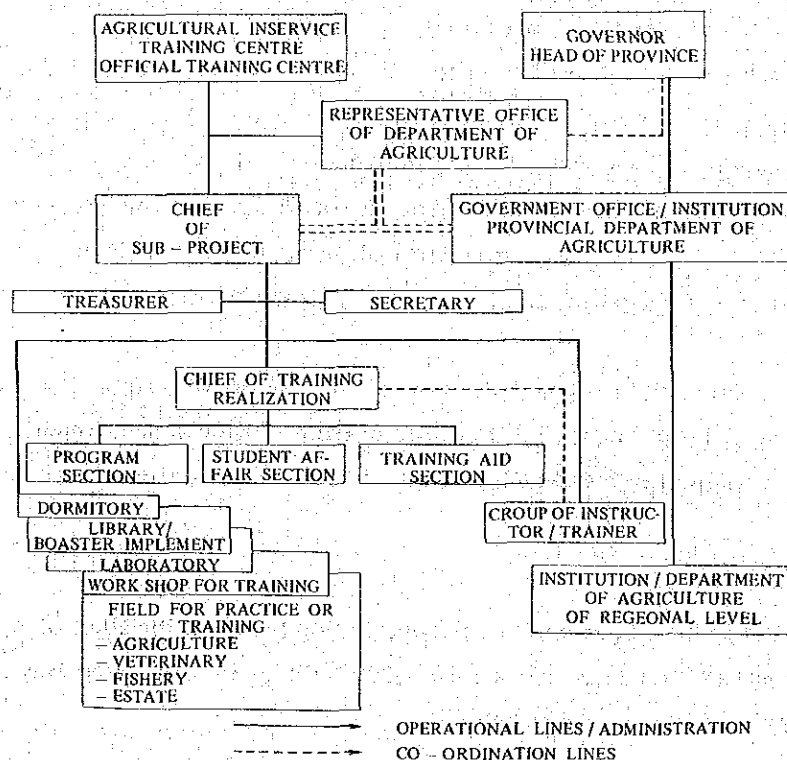 AGRICULTURAL INSERVICE
TRAINING CENTRE
OFFICIAL TRAINING CENTRE
GOVERNOR
HEAD OF PROVINCE
REPRESENTATIVE OFFICE
OF DEPARTMENT OF
AGRICULTURE
CHIEF
OF
SUB – PROJECT
GOVERNMENT OFFICE / INSTITUTION
PROVINCIAL DEPARTMENT OF
AGRICULTURE
TREASURER
SECRETARY
CHIEF OF TRAINING
REALIZATION
PROGRAM
SECTION
STUDENT AF-
FAIR SECTION
TRAINING AID
SECTION
DORMITORY
LIBRARY/
BOASTER IMPLEMENT
LABORATORY
WORK SHOP FOR TRAINING
FIELD FOR PRACTICE OR
TRAINING
– AGRICULTURE
– VETERINARY
– FISHERY
– ESTATE
CROUP OF INSTRUC-
TOR / TRAINER
INSTITUTION / DEPARTMENT
OF AGRICULTURE
OF REGEONAL LEVEL
OPERATIONAL LINES / ADMINISTRATION
CO – ORDINATION LINES